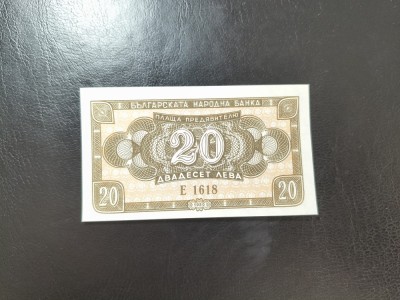 БЪЛГАРСКАТА НАРОДНА БАНКА
ПЛАЩА ПРЕДЯВИТЕЛЮ
20
ДВАДЕСЕТ ЛЕВА
20 Е 1618 20